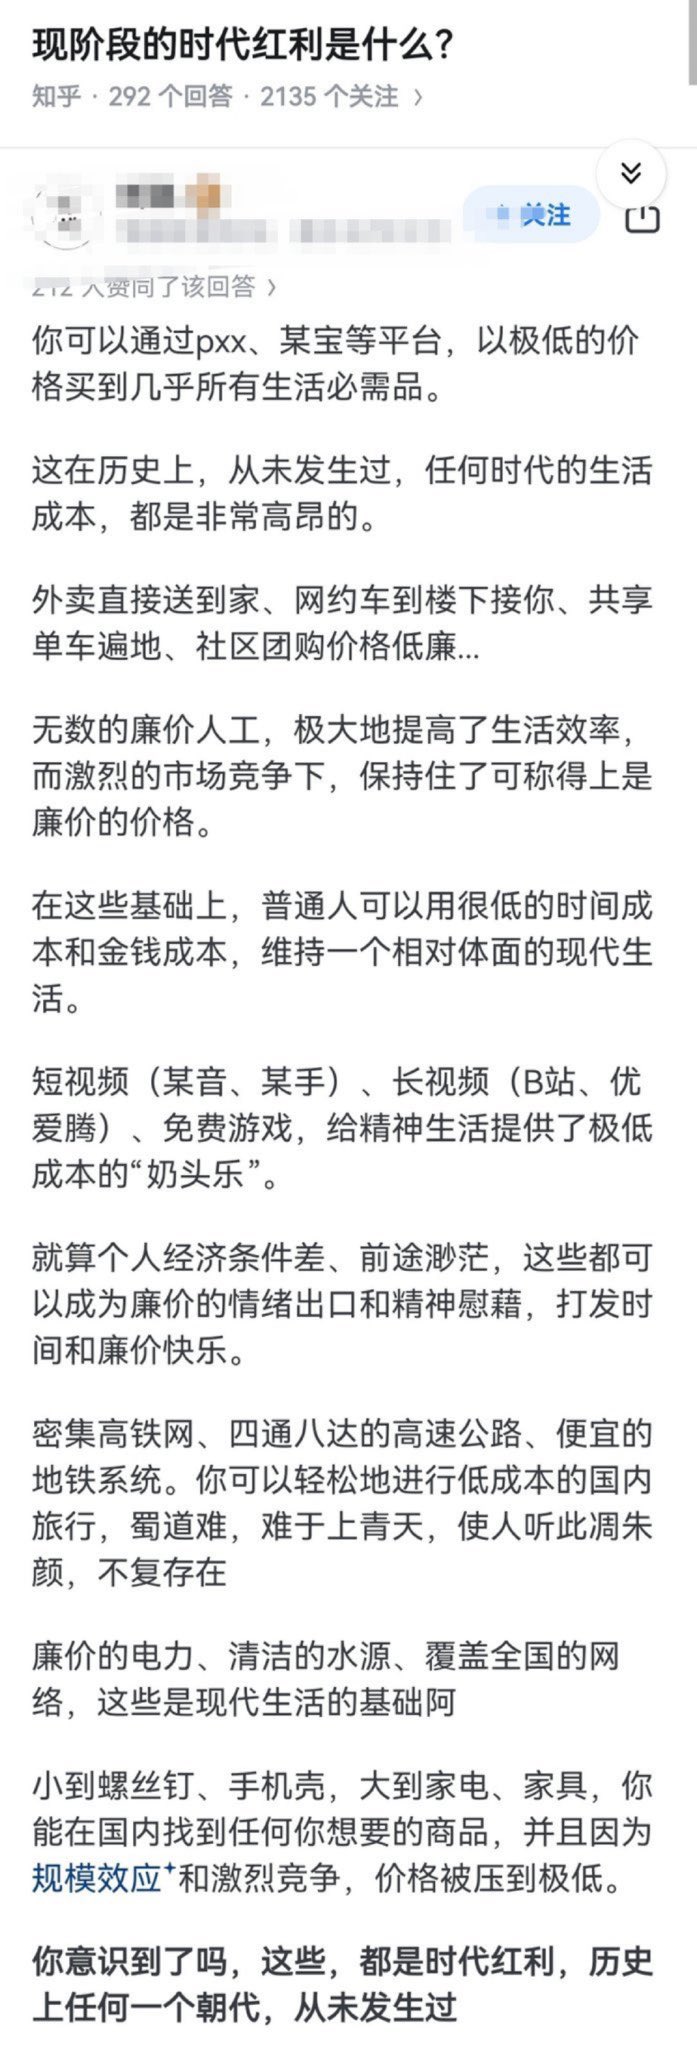 现阶段的时代红利是什么？
知乎 · 292 个回答 · 2135 个关注 >
关注
212 人赞同了该回答 >
你可以通过pxx、某宝等平台，以极低的价
格买到几乎所有生活必需品。
这在历史上，从未发生过，任何时代的生活
成本，都是非常高昂的。
外卖直接送到家、网约车到楼下接你、共享
单车遍地、社区团购价格低廉...
无数的廉价人工，极大地提高了生活效率，
而激烈的市场竞争下，保持住了可称得上是
廉价的价格。
在这些基础上，普通人可以用很低的时间成
本和金钱成本，维持一个相对体面的现代生
活。
短视频（某音、某手）、长视频（B站、优
爱腾）、免费游戏，给精神生活提供了极低
成本的“奶头乐”。
就算个人经济条件差、前途渺茫，这些都可
以成为廉价的情绪出口和精神慰藉，打发时
间和廉价快乐。
密集高铁网、四通八达的高速公路、便宜的
地铁系统。你可以轻松地进行低成本的国内
旅行，蜀道难，难于上青天，使人听此凋朱
颜，不复存在
廉价的电力、清洁的水源、覆盖全国的网
络，这些是现代生活的基础阿
小到螺丝钉、手机壳，大到家电、家具，你
能在国内找到任何你想要的商品，并且因为
规模效应和激烈竞争，价格被压到极低。
你意识到了吗，这些，都是时代红利，历史
上任何一个朝代，从未发生过